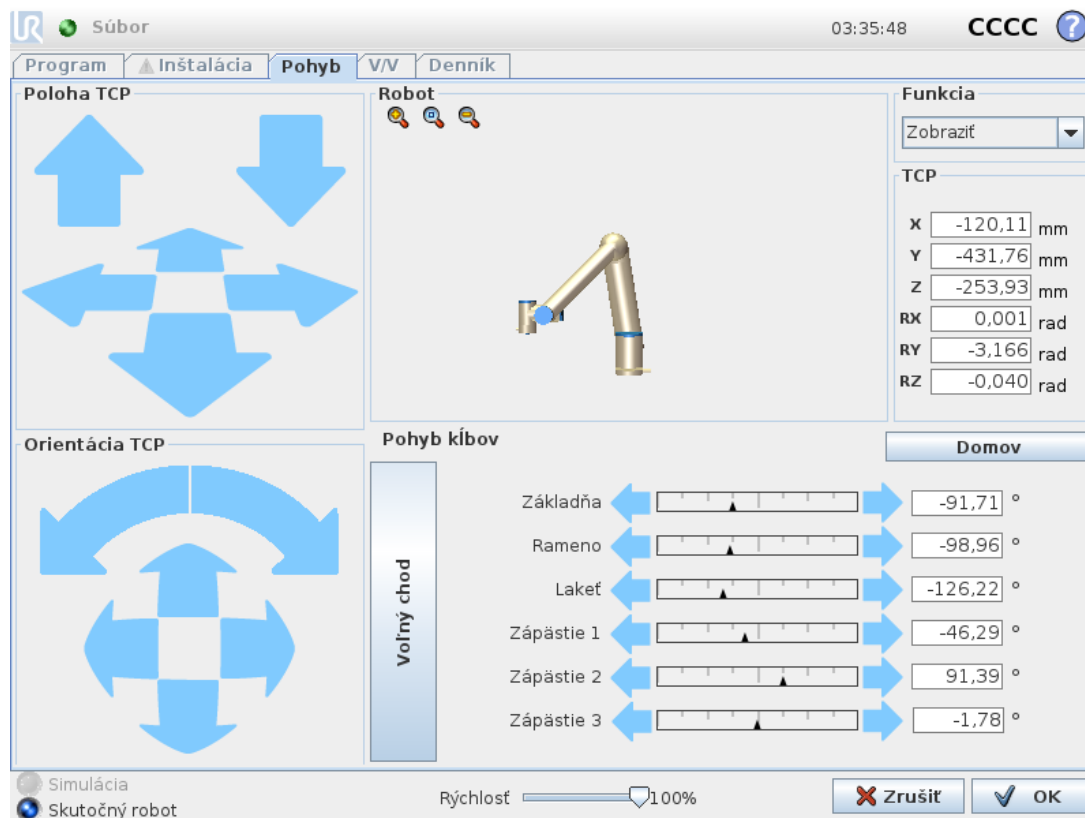 UR Súbor 03:35:48 CCCC ?
Program Inštalácia Pohyb V/V Denník
Poloha TCP
Robot
Funkcia
Zobraziť
TCP
X -120,11 mm
Y -431,76 mm
Z -253,93 mm
RX 0,001 rad
RY -3,166 rad
RZ -0,040 rad
Orientácia TCP
Pohyb kĺbov
Domov
Voľný chod
Základňa -91,71 °
Rameno -98,96 °
Lakeť -126,22 °
Zápästie 1 -46,29 °
Zápästie 2 91,39 °
Zápästie 3 -1,78 °
Simulácia
Skutočný robot
Rýchlosť 100%
Zrušiť
OK